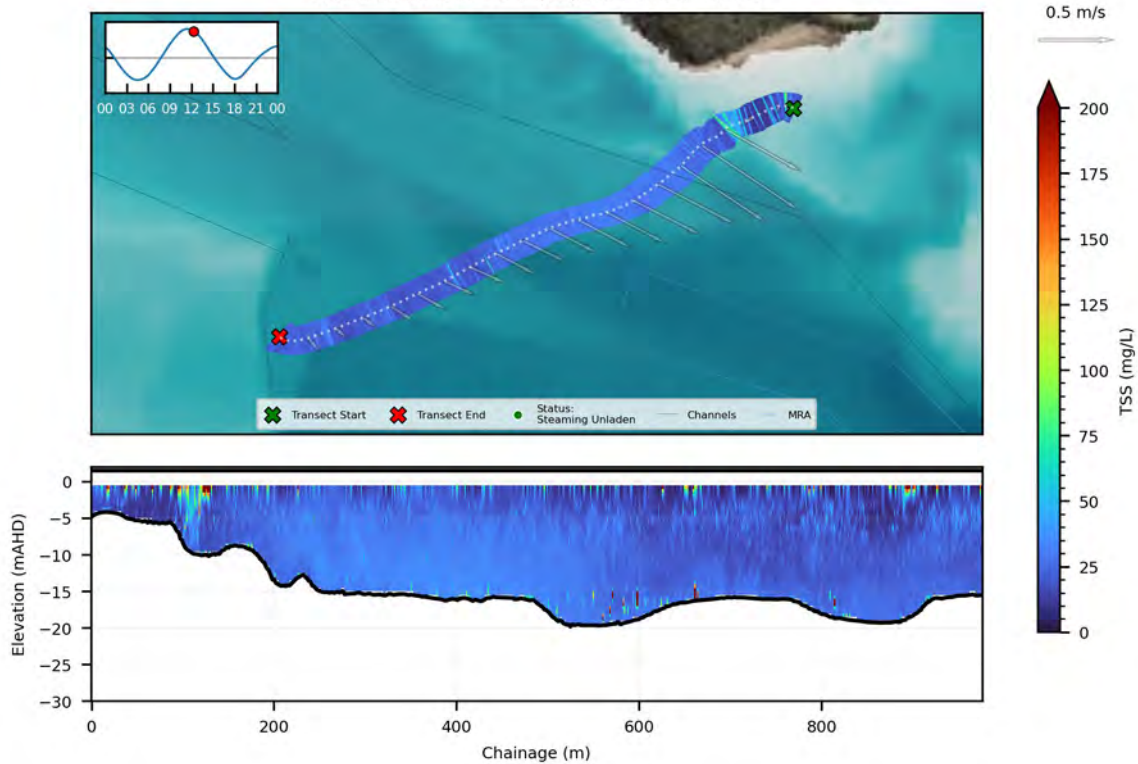 0.5 m/s
00 03 06 09 12 15 18 21 00
Transect Start
Transect End
Status:
Steaming Unladen
Channels
MRA
200
175
150
125
100
75
50
25
0
TSS (mg/L)
0
−5
−10
−15
−20
−25
−30
Elevation (mAHD)
0
200
400
600
800
Chainage (m)